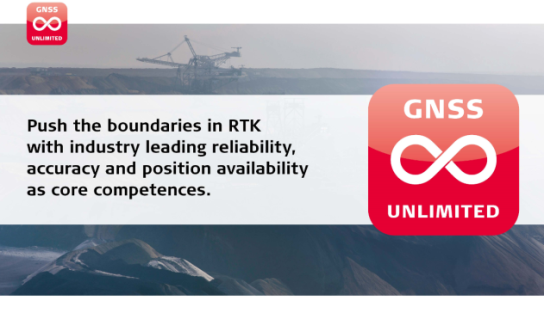 GNSS
UNLIMITED
Push the boundaries in RTK
with industry leading reliability,
accuracy and position availability
as core competences.
GNSS
UNLIMITED